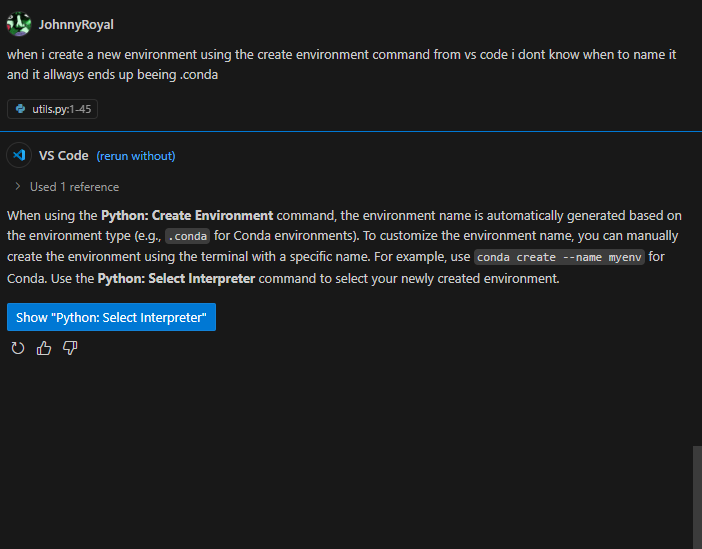 JohnnyRoyal
when i create a new environment using the create environment command from vs code i dont know when to name it
and it allways ends up beeing .conda
utils.py:1-45
VS Code (rerun without)
Used 1 reference
When using the Python: Create Environment command, the environment name is automatically generated based on
the environment type (e.g., .conda for Conda environments). To customize the environment name, you can manually
create the environment using the terminal with a specific name. For example, use conda create --name myenv for
Conda. Use the Python: Select Interpreter command to select your newly created environment.
Show "Python: Select Interpreter"